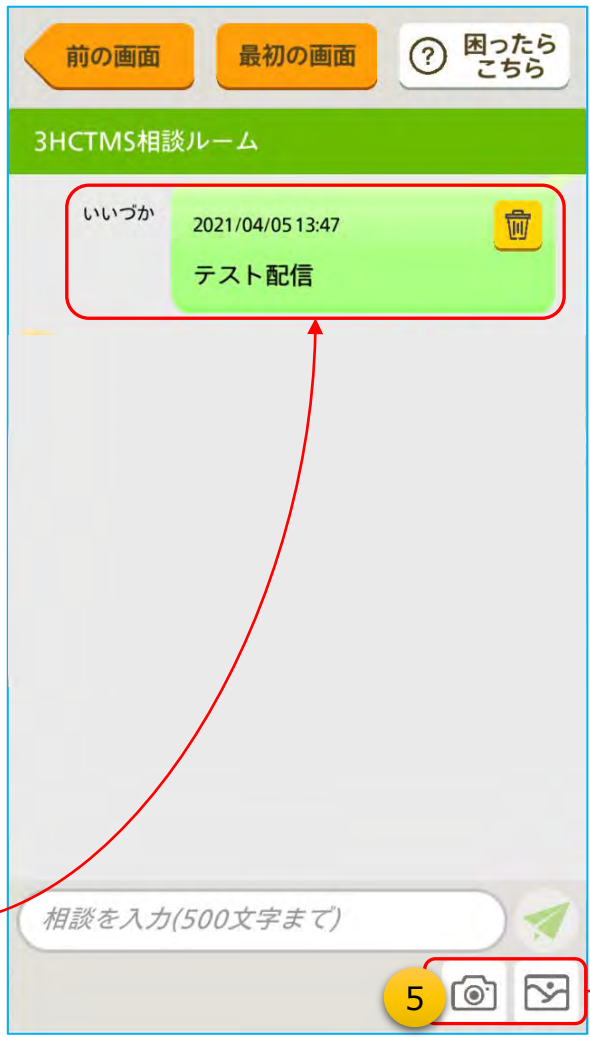 前の画面
最初の画面
?
困ったら
こちら
3HCTMS相談ルーム
いいづか
2021/04/05 13:47
テスト配信
相談を入力(500文字まで)
5